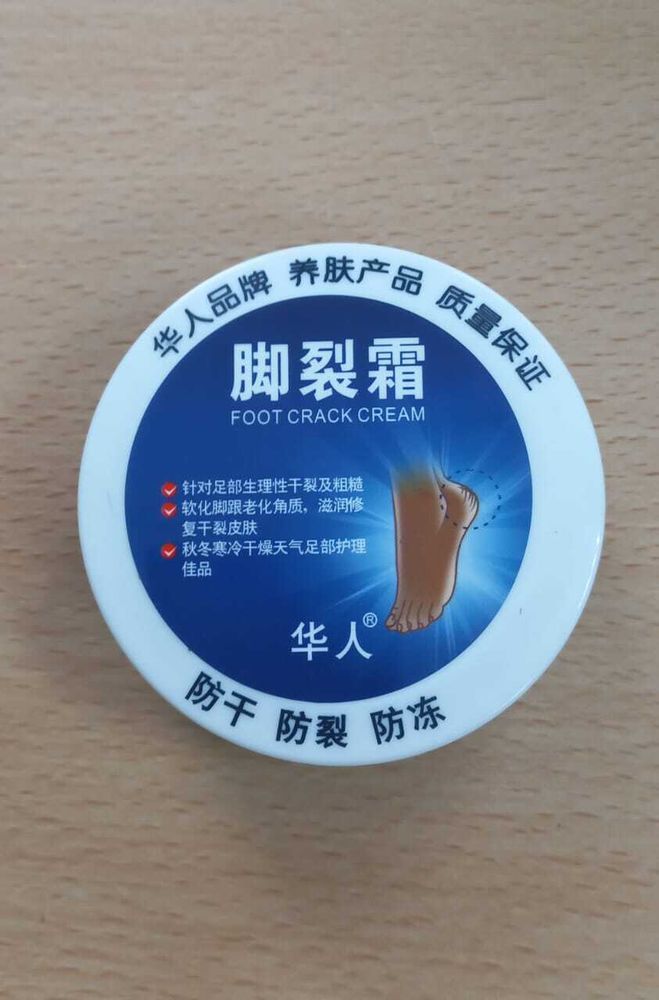 华人品牌 养肤产品 质量保证
脚裂霜
FOOT CRACK CREAM
针对足部生理性干裂及粗糙
软化脚跟老化角质，滋润修
复干裂皮肤
秋冬寒冷干燥天气足部护理
佳品
华人®
防干 防裂 防冻